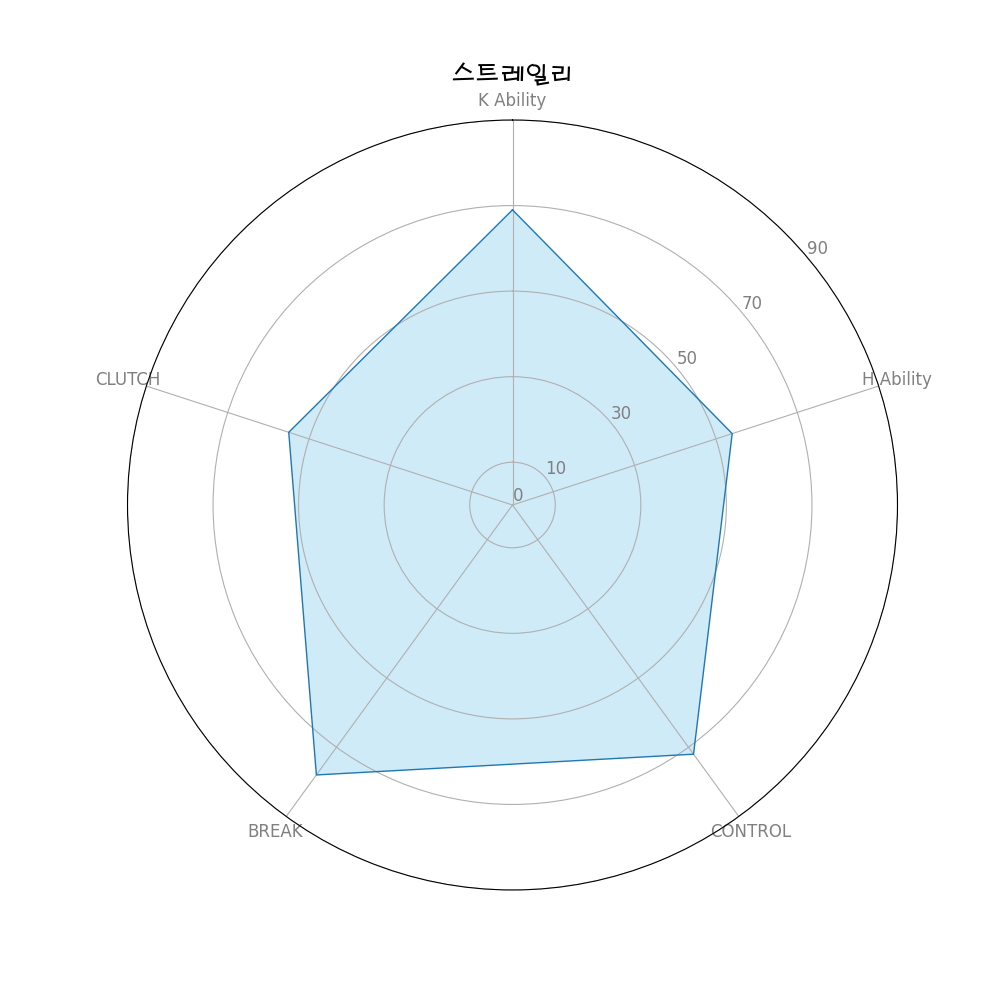 스트레일리
K Ability
90
70
CLUTCH
H Ability
50
30
10
0
BREAK
CONTROL